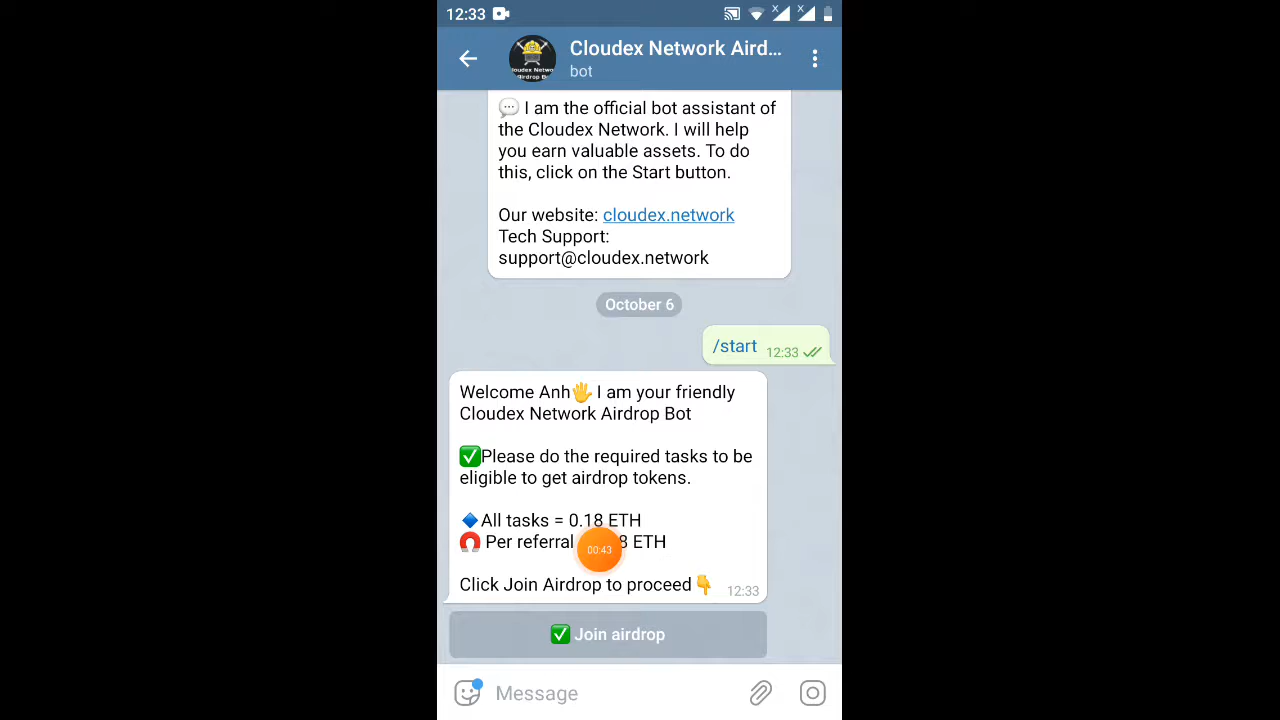 12:33
Cloudex Network Aird...
bot
I am the official bot assistant of
the Cloudex Network. I will help
you earn valuable assets. To do
this, click on the Start button.
Our website: cloudex.network
Tech Support:
support@cloudex.network
October 6
/start 12:33
Welcome Anh🖐 I am your friendly
Cloudex Network Airdrop Bot
✅Please do the required tasks to be
eligible to get airdrop tokens.
🔷All tasks = 0.18 ETH
🧲 Per referral 8 ETH
00:43
Click Join Airdrop to proceed👇 12:33
✅ Join airdrop
Message